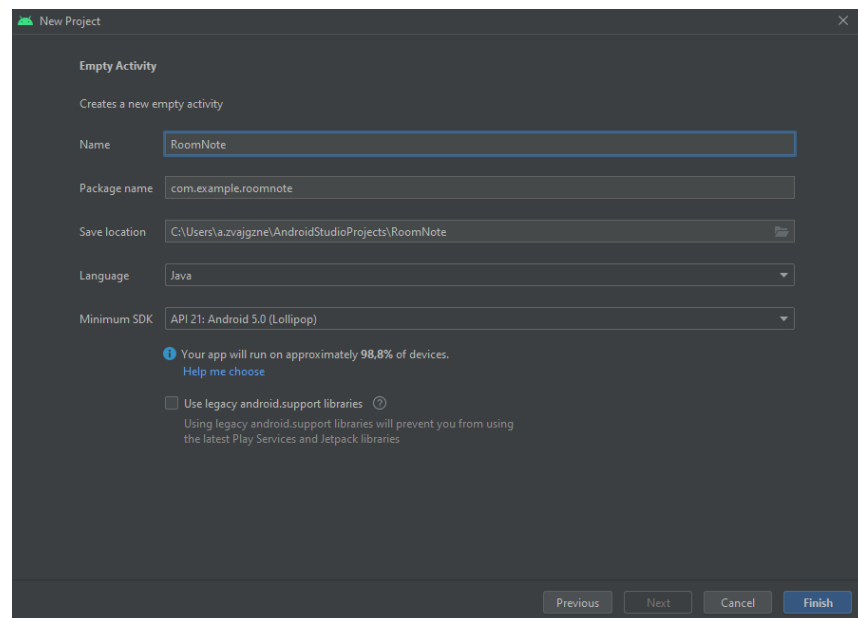 New Project
Empty Activity
Creates a new empty activity
Name RoomNote
Package name com.example.roomnote
Save location C:\Users\a.zvajgzne\AndroidStudioProjects\RoomNote
Language Java
Minimum SDK API 21: Android 5.0 (Lollipop)
Your app will run on approximately 98,8% of devices.
Help me choose
Use legacy android.support libraries
Using legacy android.support libraries will prevent you from using
the latest Play Services and Jetpack libraries
Previous Next Cancel Finish